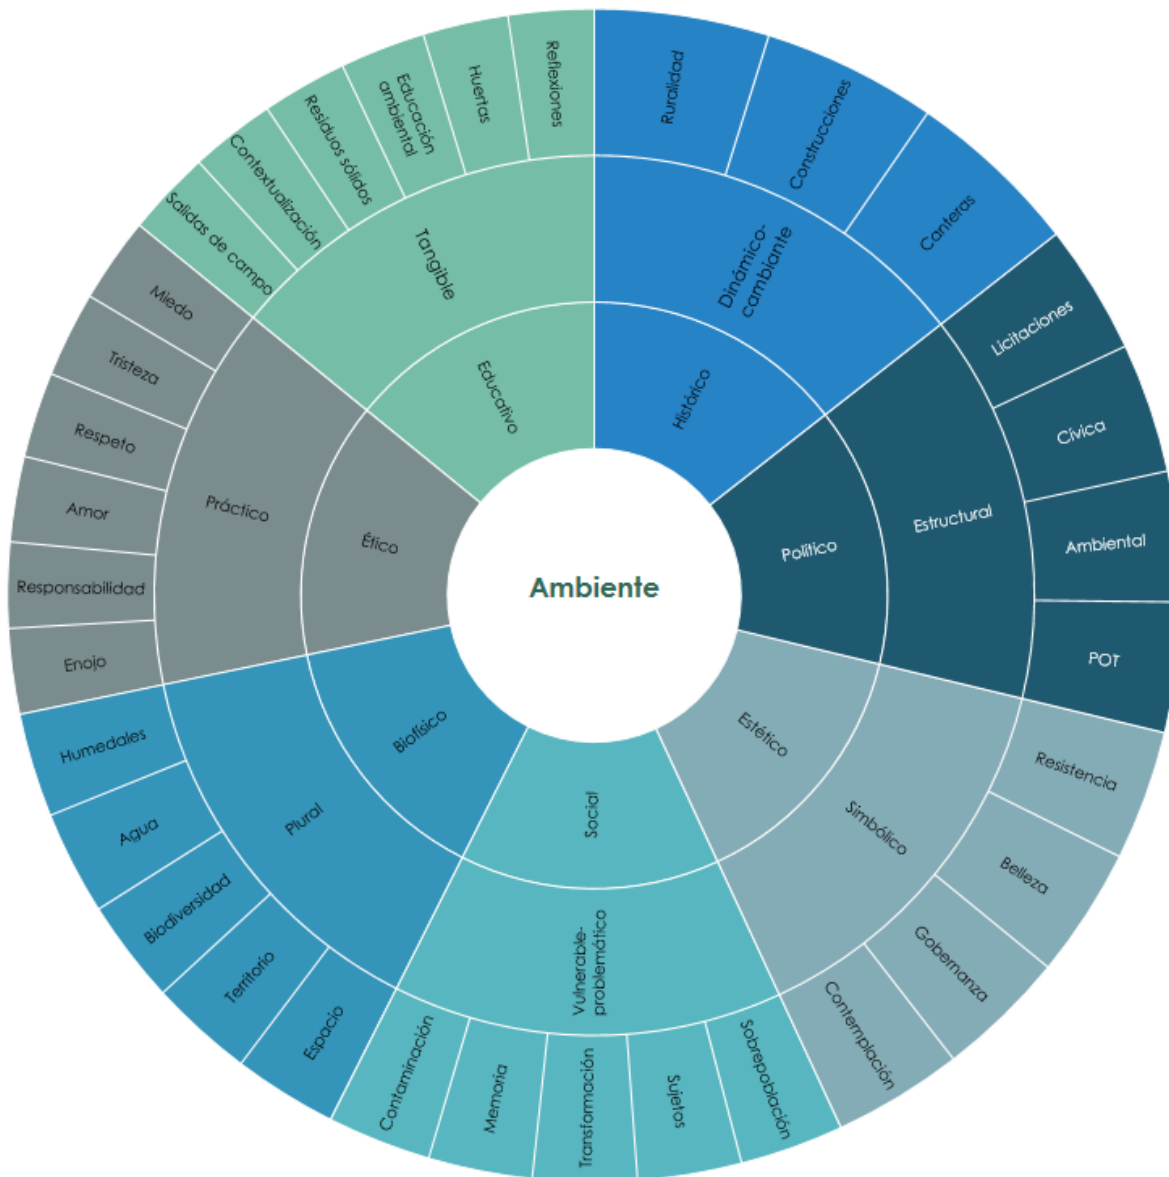 Ambiente
Histórico
Dinámico-
cambiante
Ruralidad
Construcciones
Canteras
Político
Estructural
Licitaciones
Cívica
Ambiental
POT
Estético
Simbólico
Resistencia
Belleza
Gobernanza
Contemplación
Social
Vulnerable-
problemático
Sobrepoblación
Sujetos
Transformación
Memoria
Contaminación
Biofísico
Plural
Espacio
Territorio
Biodiversidad
Agua
Humedales
Ético
Práctico
Enojo
Responsabilidad
Amor
Respeto
Tristeza
Miedo
Educativo
Tangible
Salidas de campo
Contextualización
Residuos sólidos
Educación
ambiental
Huertas
Reflexiones